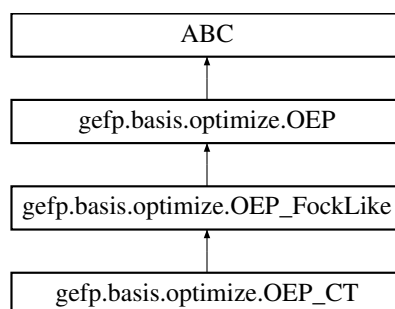 ABC
gefp.basis.optimize.OEP
gefp.basis.optimize.OEP_FockLike
gefp.basis.optimize.OEP_CT